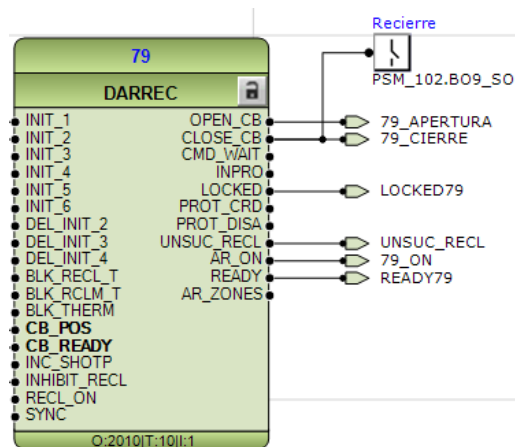 Recierre
79
DARREC
PSM_102.BO9_SO
INIT_1
INIT_2
INIT_3
INIT_4
INIT_5
INIT_6
DEL_INIT_2
DEL_INIT_3
DEL_INIT_4
BLK_RECL_T
BLK_RCLM_T
BLK_THERM
CB_POS
CB_READY
INC_SHOTP
INHIBIT_RECL
RECL_ON
SYNC
OPEN_CB
CLOSE_CB
CMD_WAIT
INPRO
LOCKED
PROT_CRD
PROT_DISA
UNSUC_RECL
AR_ON
READY
AR_ZONES
79_APERTURA
79_CIERRE
LOCKED79
UNSUC_RECL
79_ON
READY79
O:2010|T:10|I:1